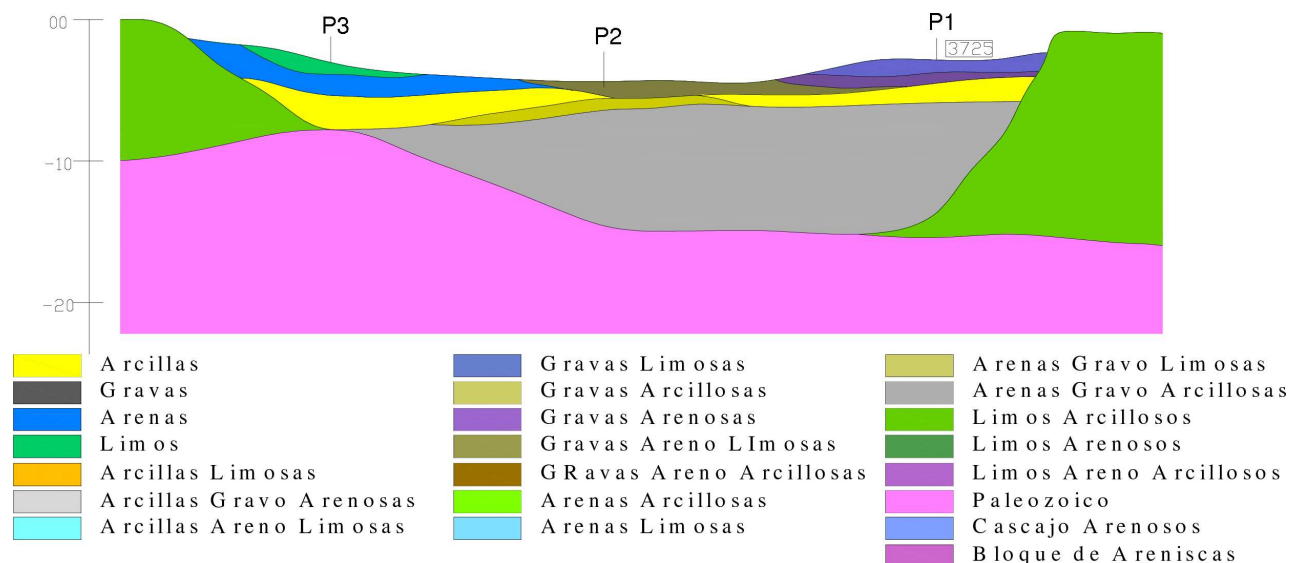 00
P3
P2
P1
3725
-10
-20
Arcillas
Gravas
Arenas
Limos
Arcillas Limosas
Arcillas Gravo Arenosas
Arcillas Areno Limosas
Gravas Limosas
Gravas Arcillosas
Gravas Arenosas
Gravas Areno LImosas
GRavas Areno Arcillosas
Arenas Arcillosas
Arenas Limosas
Arenas Gravo Limosas
Arenas Gravo Arcillosas
Limos Arcillosos
Limos Arenosos
Limos Areno Arcillosos
Paleozoico
Cascajo Arenosos
Bloque de Areniscas